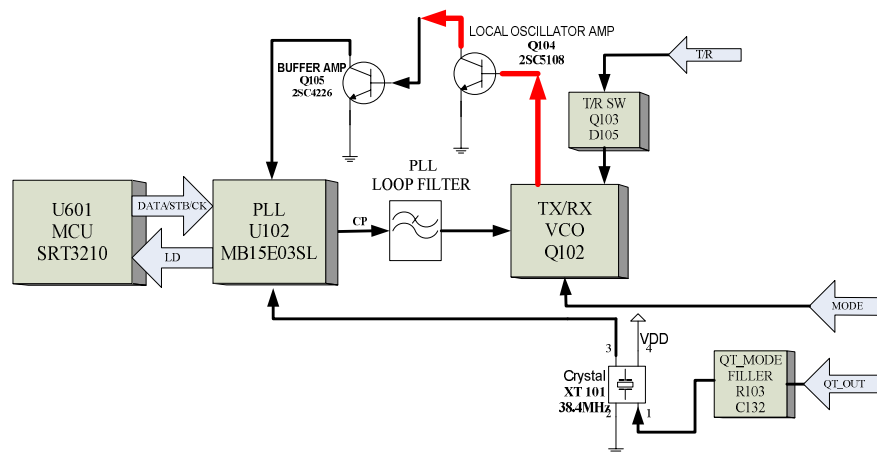 LOCAL OSCILLATOR AMP
Q104
2SC5108
T/R
BUFFER AMP
Q105
2SC4226
T/R SW
Q103
D105
PLL
LOOP FILTER
U601
MCU
SRT3210
DATA/STB/CK
LD
PLL
U102
MB15E03SL
CP
TX/RX
VCO
Q102
MODE
3
VDD
4
Crystal
XT 101
38.4MHz
2
1
QT_MODE
FILLER
R103
C132
QT_OUT